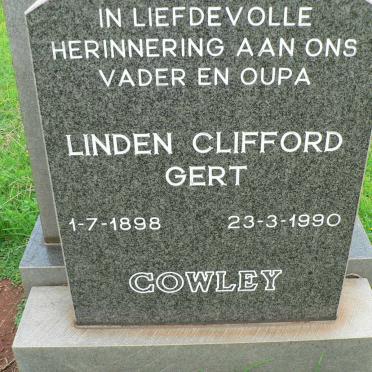 IN LIEFDEVOLLE
HERINNERING AAN ONS
VADER EN OUPA
LINDEN CLIFFORD
GERT
1-7-1898 23-3-1990
COWLEY